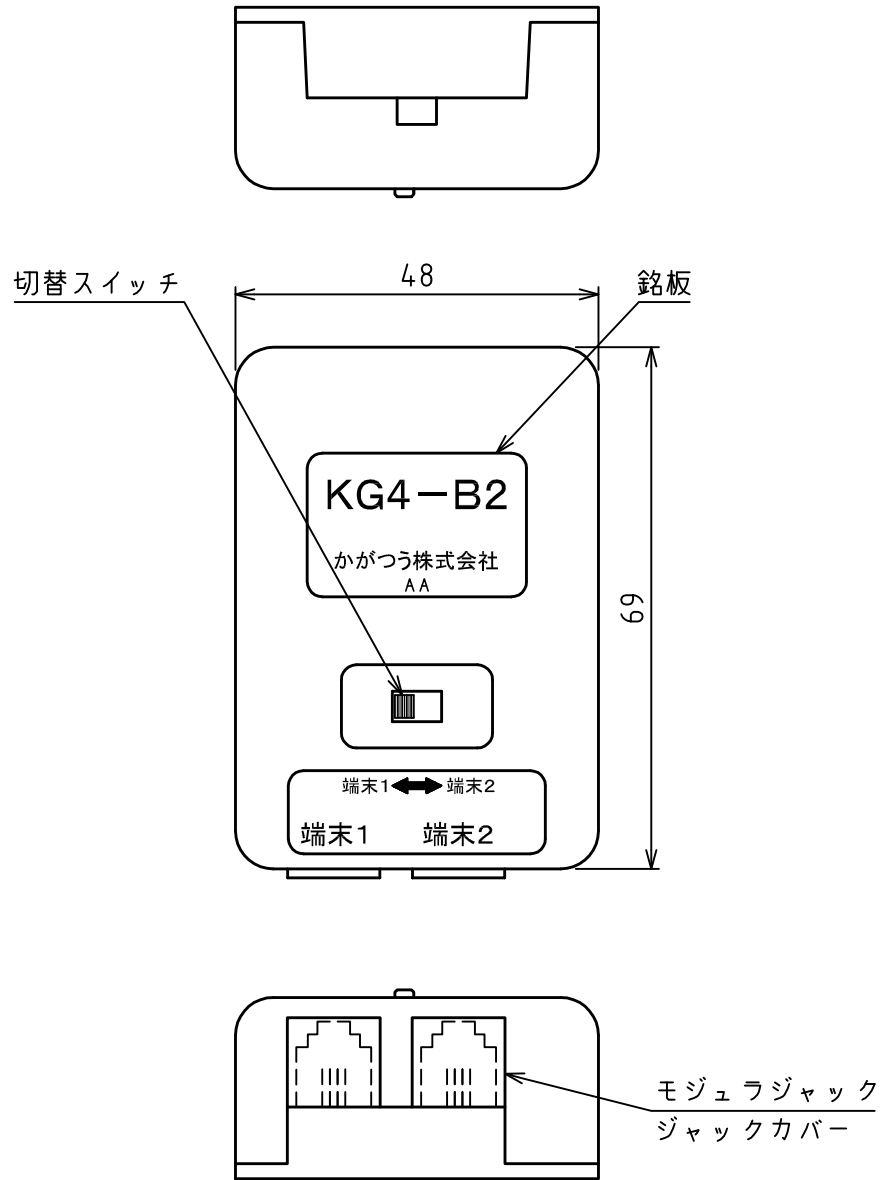 48
切替スイッチ
銘板
KG4－B2
かがつう株式会社
AA
69
端末1 端末2
端末1 端末2
モジュラジャック
ジャックカバー